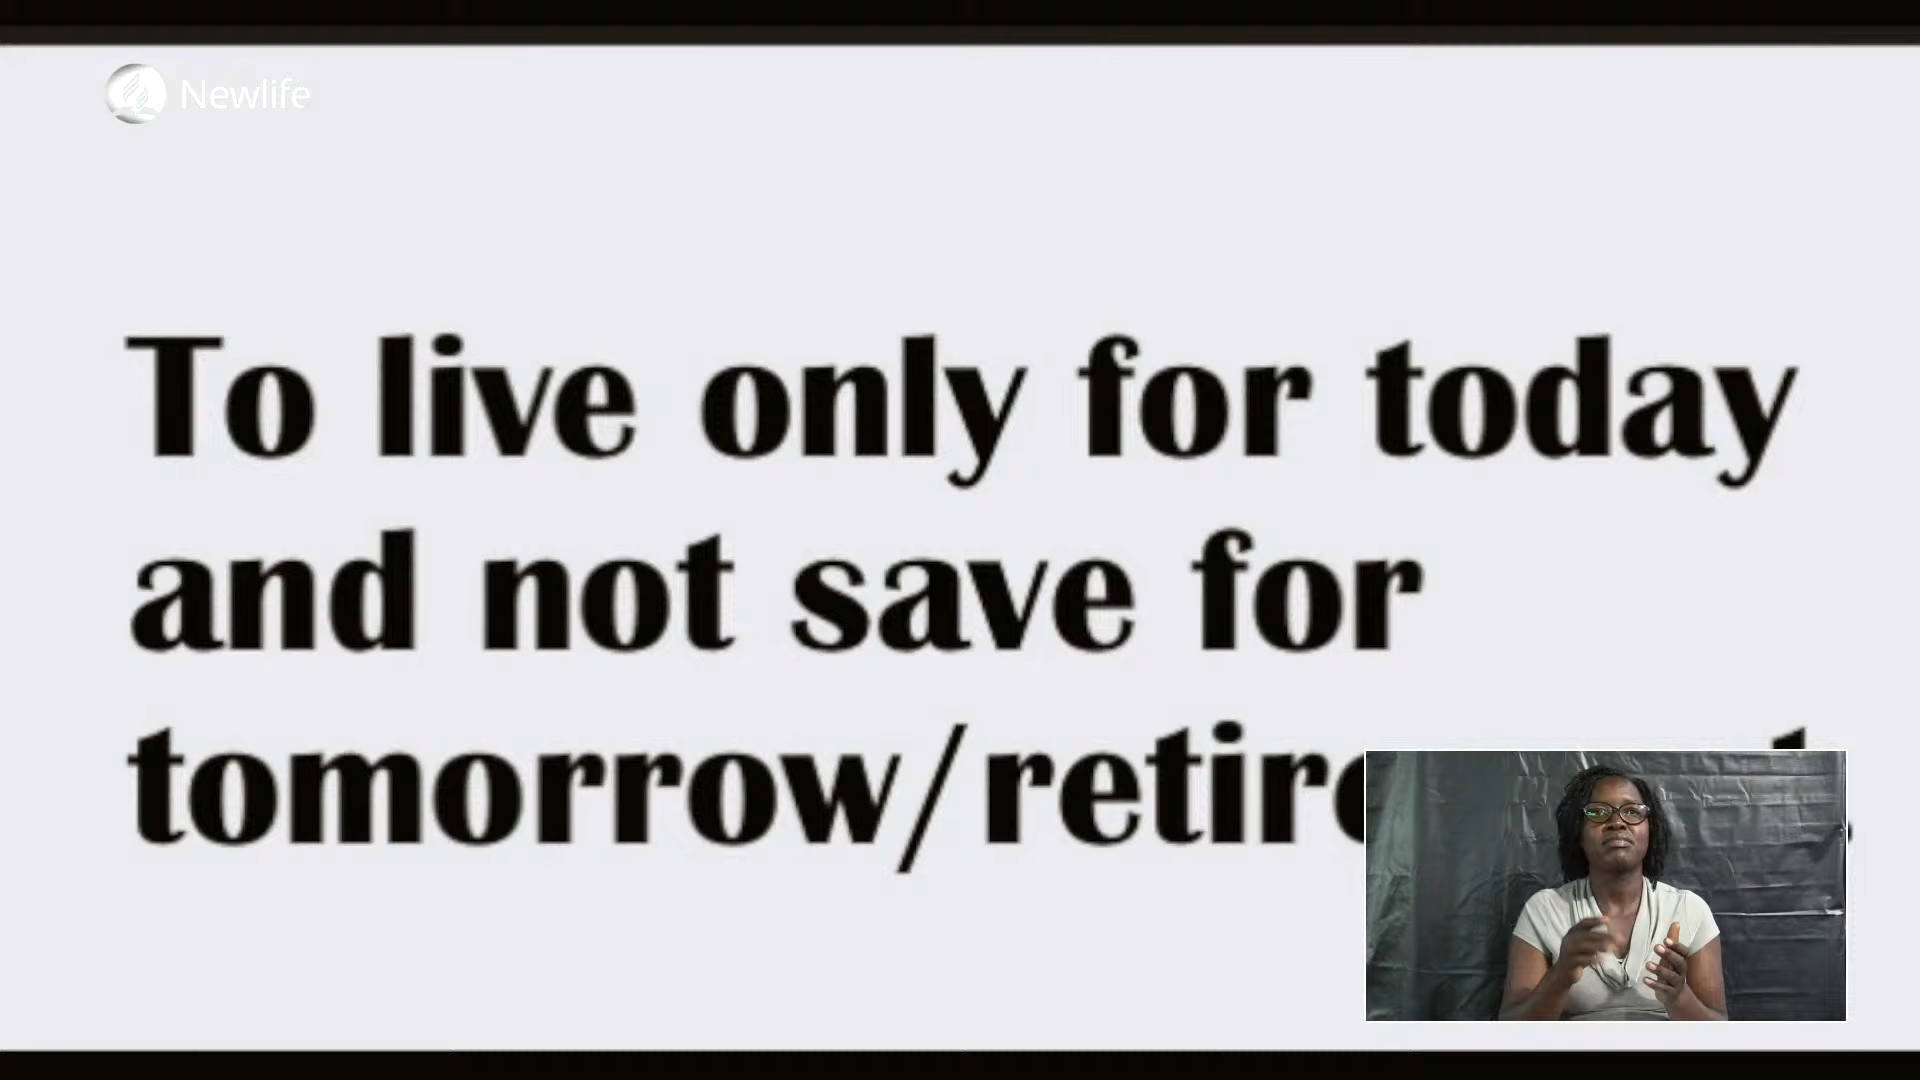 Newlife
To live only for today
and not save for
tomorrow/